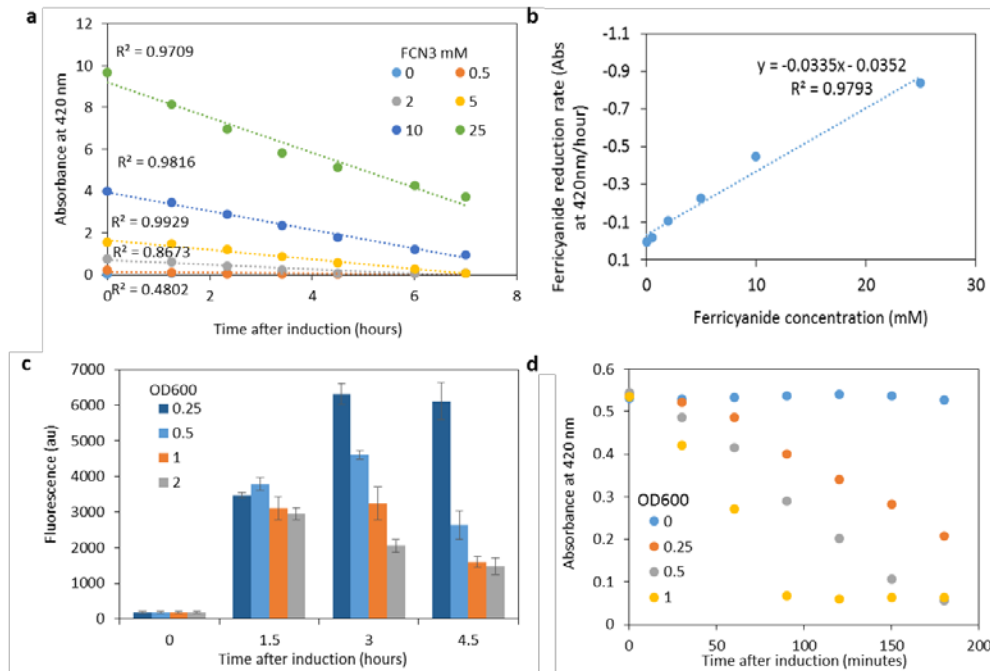 a
12
10
8
6
4
2
0
Absorbance at 420 nm
R² = 0.9709
R² = 0.9816
R² = 0.9929
R² = 0.8673
R² = 0.4802
FCN3 mM
0 0.5
2 5
10 25
0 2 4 6 8
Time after induction (hours)
b
-1.1
-0.9
-0.7
-0.5
-0.3
-0.1
0.1
Ferricyanide reduction rate (Abs
at 420nm/hour)
y = -0.0335x - 0.0352
R² = 0.9793
0 10 20 30
Ferricyanide concentration (mM)
c
7000
6000
5000
4000
3000
2000
1000
0
Fluorescence (au)
OD600
0.25
0.5
1
2
0 1.5 3 4.5
Time after induction (hours)
d
0.6
0.5
0.4
0.3
0.2
0.1
0
Absorbance at 420 nm
OD600
0
0.25
0.5
1
0 50 100 150 200
Time after induction (minutes)